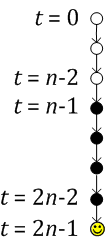 t = 0
t = n-2
t = n-1
t = 2n-2
t = 2n-1